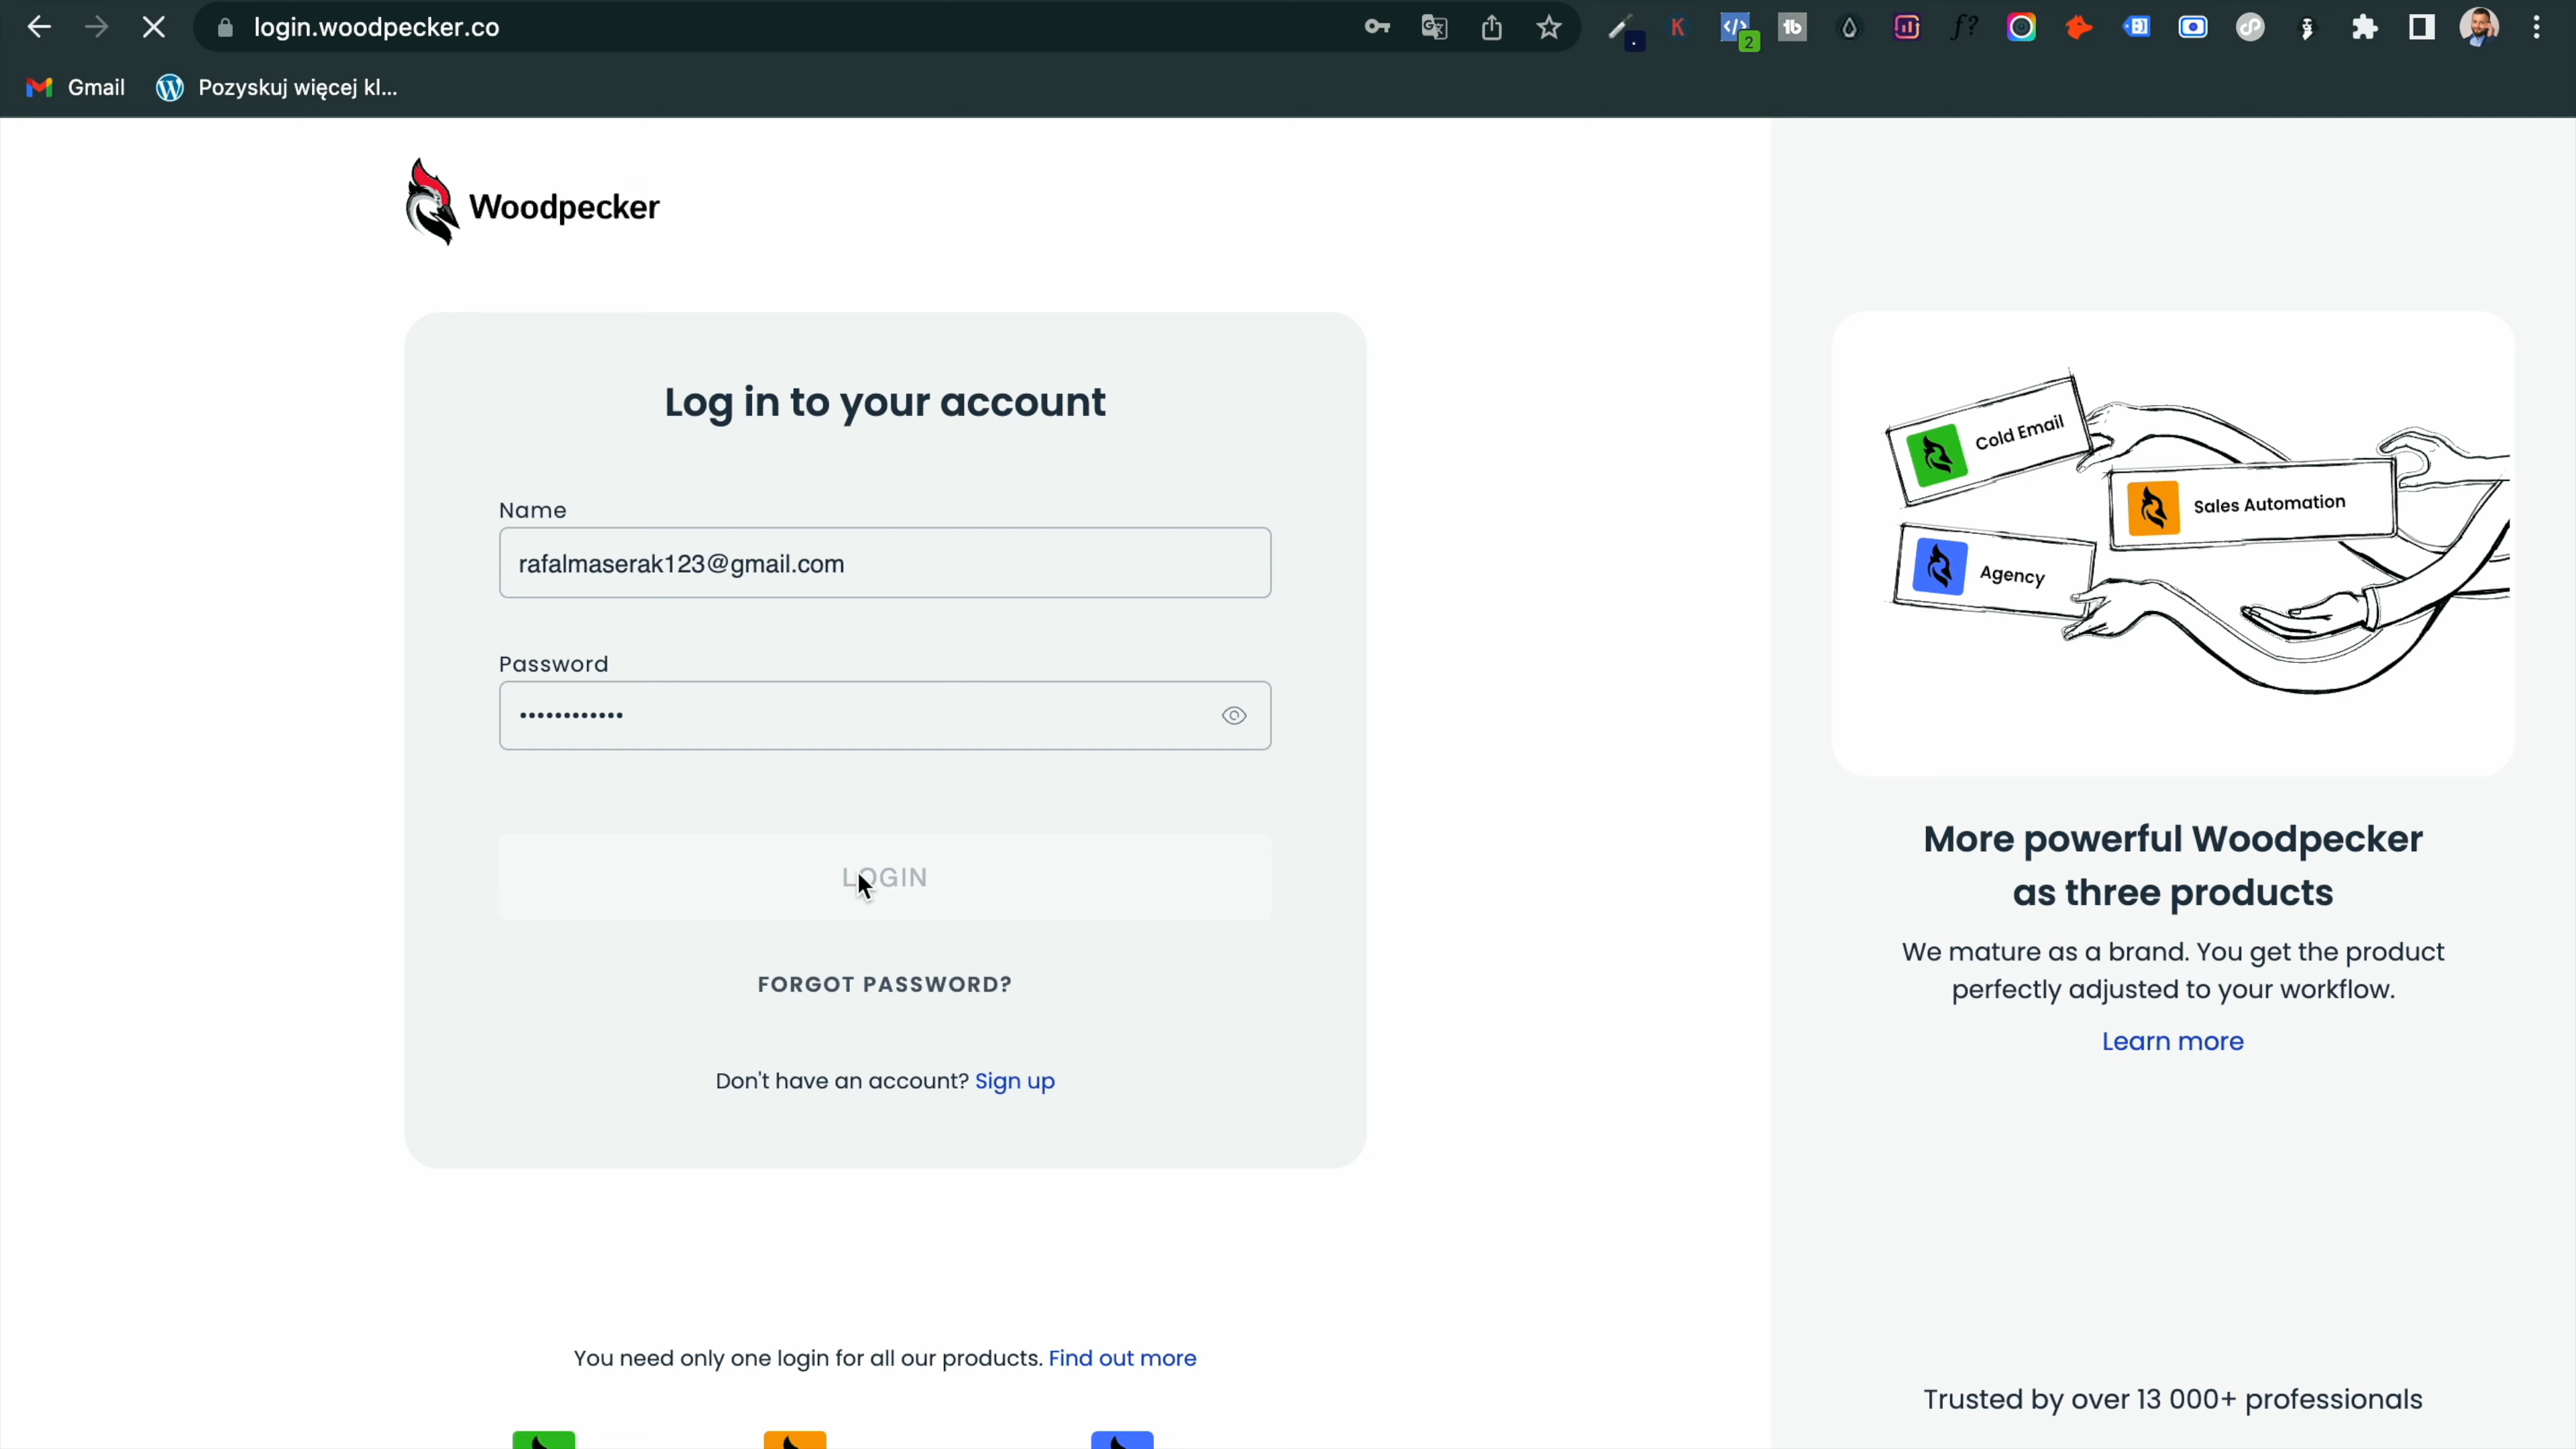 login.woodpecker.co
2
Gmail
Pozyskuj więcej kl...
Woodpecker
Log in to your account
Name
rafalmaserak123@gmail.com
Password
••••••••••••
LOGIN
FORGOT PASSWORD?
Don't have an account? Sign up
You need only one login for all our products. Find out more
Cold Email
Sales Automation
Agency
More powerful Woodpecker
as three products
We mature as a brand. You get the product
perfectly adjusted to your workflow.
Learn more
Trusted by over 13 000+ professionals